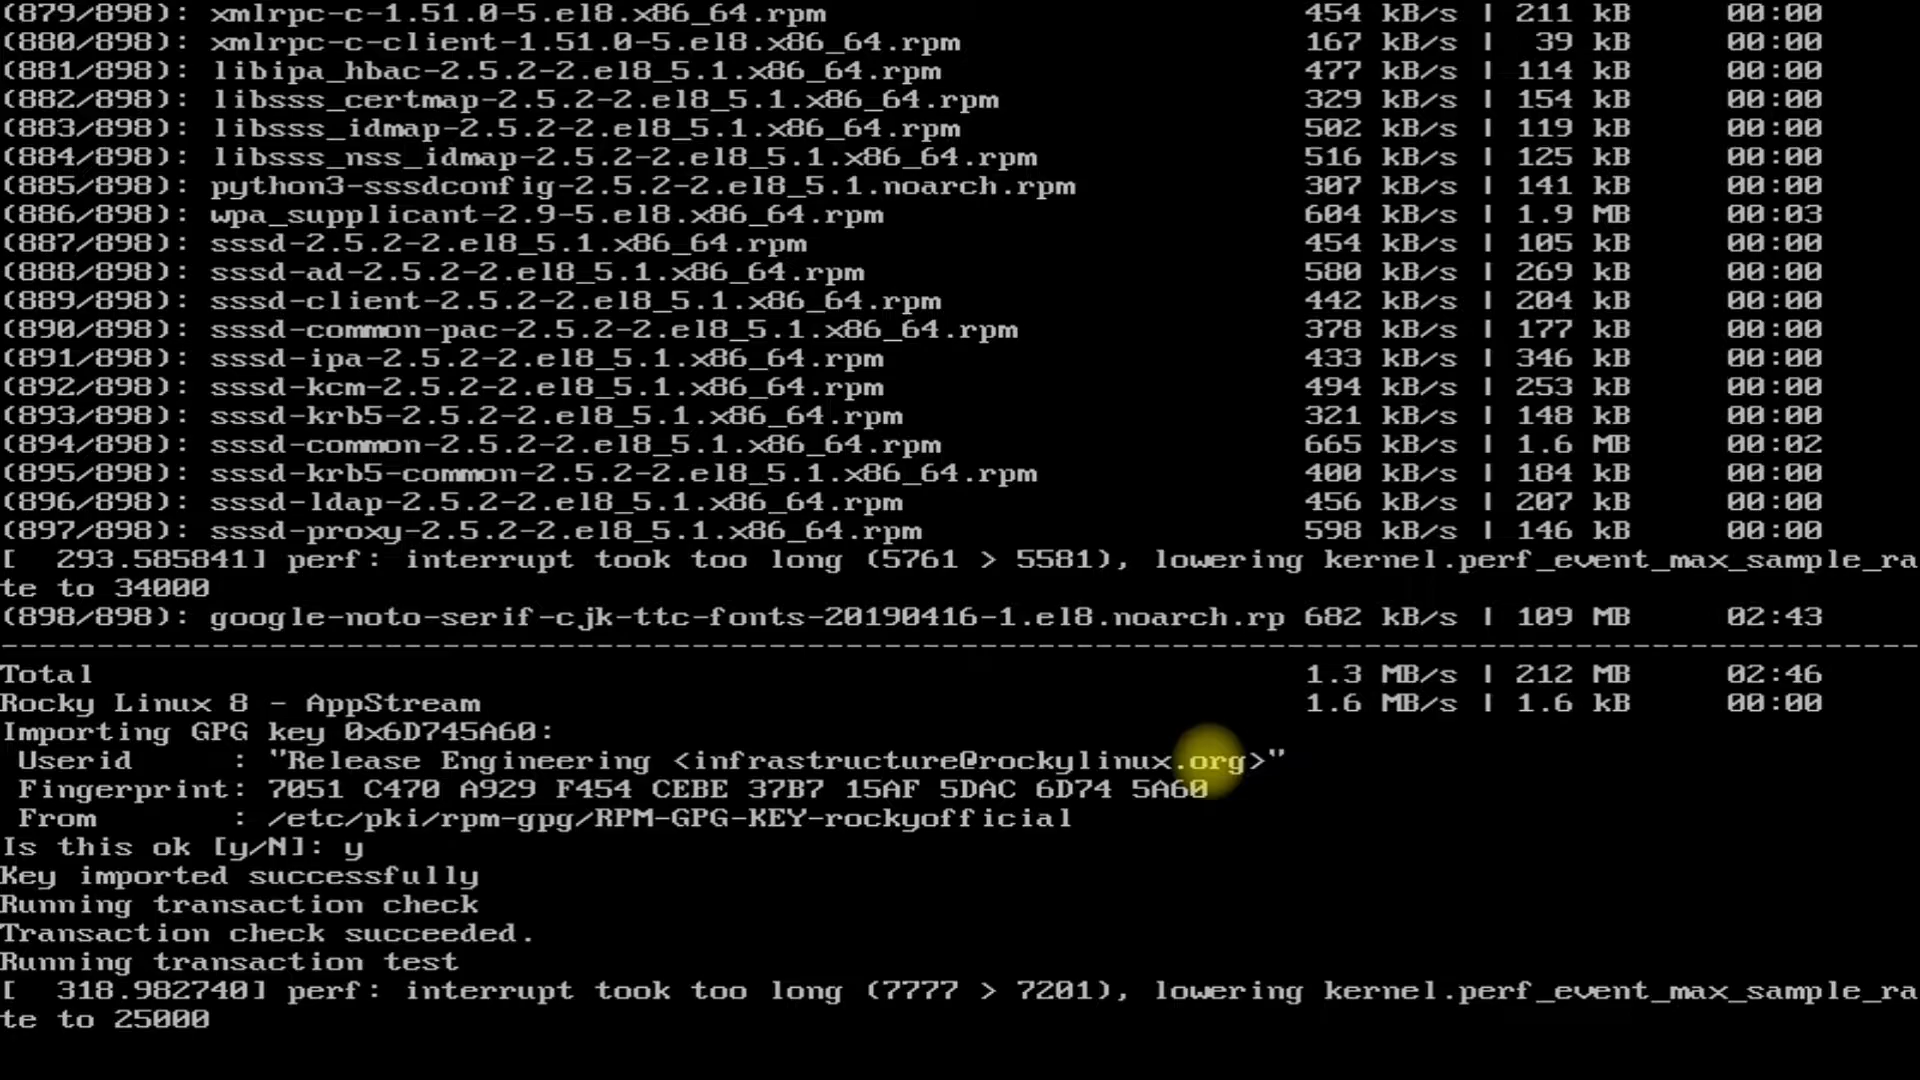 (879/898): xmlrpc-c-1.51.0-5.el8.x86_64.rpm 454 kB/s | 211 kB 00:00
(880/898): xmlrpc-c-client-1.51.0-5.el8.x86_64.rpm 167 kB/s | 39 kB 00:00
(881/898): libipa_hbac-2.5.2-2.el8_5.1.x86_64.rpm 477 kB/s | 114 kB 00:00
(882/898): libsss_certmap-2.5.2-2.el8_5.1.x86_64.rpm 329 kB/s | 154 kB 00:00
(883/898): libsss_idmap-2.5.2-2.el8_5.1.x86_64.rpm 502 kB/s | 119 kB 00:00
(884/898): libsss_nss_idmap-2.5.2-2.el8_5.1.x86_64.rpm 516 kB/s | 125 kB 00:00
(885/898): python3-sssdconfig-2.5.2-2.el8_5.1.noarch.rpm 307 kB/s | 141 kB 00:00
(886/898): wpa_supplicant-2.9-5.el8.x86_64.rpm 604 kB/s | 1.9 MB 00:03
(887/898): sssd-2.5.2-2.el8_5.1.x86_64.rpm 454 kB/s | 105 kB 00:00
(888/898): sssd-ad-2.5.2-2.el8_5.1.x86_64.rpm 580 kB/s | 269 kB 00:00
(889/898): sssd-client-2.5.2-2.el8_5.1.x86_64.rpm 442 kB/s | 204 kB 00:00
(890/898): sssd-common-pac-2.5.2-2.el8_5.1.x86_64.rpm 378 kB/s | 177 kB 00:00
(891/898): sssd-ipa-2.5.2-2.el8_5.1.x86_64.rpm 433 kB/s | 346 kB 00:00
(892/898): sssd-kcm-2.5.2-2.el8_5.1.x86_64.rpm 494 kB/s | 253 kB 00:00
(893/898): sssd-krb5-2.5.2-2.el8_5.1.x86_64.rpm 321 kB/s | 148 kB 00:00
(894/898): sssd-common-2.5.2-2.el8_5.1.x86_64.rpm 665 kB/s | 1.6 MB 00:02
(895/898): sssd-krb5-common-2.5.2-2.el8_5.1.x86_64.rpm 400 kB/s | 184 kB 00:00
(896/898): sssd-ldap-2.5.2-2.el8_5.1.x86_64.rpm 456 kB/s | 207 kB 00:00
(897/898): sssd-proxy-2.5.2-2.el8_5.1.x86_64.rpm 598 kB/s | 146 kB 00:00
[  293.585841] perf: interrupt took too long (5761 > 5581), lowering kernel.perf_event_max_sample_ra
te to 34000
(898/898): google-noto-serif-cjk-ttc-fonts-20190416-1.el8.noarch.rp 682 kB/s | 109 MB 02:43
----------------------------------------------------------------------------------------------------
Total 1.3 MB/s | 212 MB 02:46
Rocky Linux 8 - AppStream 1.6 MB/s | 1.6 kB 00:00
Importing GPG key 0x6D745A60:
 Userid     : "Release Engineering <infrastructure@rockylinux.org>"
 Fingerprint: 7051 C470 A929 F454 CEBE 37B7 15AF 5DAC 6D74 5A60
 From       : /etc/pki/rpm-gpg/RPM-GPG-KEY-rockyofficial
Is this ok [y/N]: y
Key imported successfully
Running transaction check
Transaction check succeeded.
Running transaction test
[  318.982740] perf: interrupt took too long (7777 > 7201), lowering kernel.perf_event_max_sample_ra
te to 25000